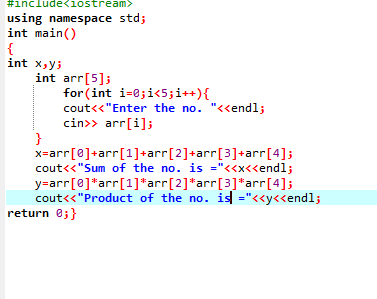 #include<iostream>
using namespace std;
int main()
{
int x,y;
int arr[5];
for(int i=0;i<5;i++){
cout<<"Enter the no. "<<endl;
cin>> arr[i];
}
x=arr[0]+arr[1]+arr[2]+arr[3]+arr[4];
cout<<"Sum of the no. is ="<<x<<endl;
y=arr[0]*arr[1]*arr[2]*arr[3]*arr[4];
cout<<"Product of the no. is ="<<y<<endl;
return 0;}